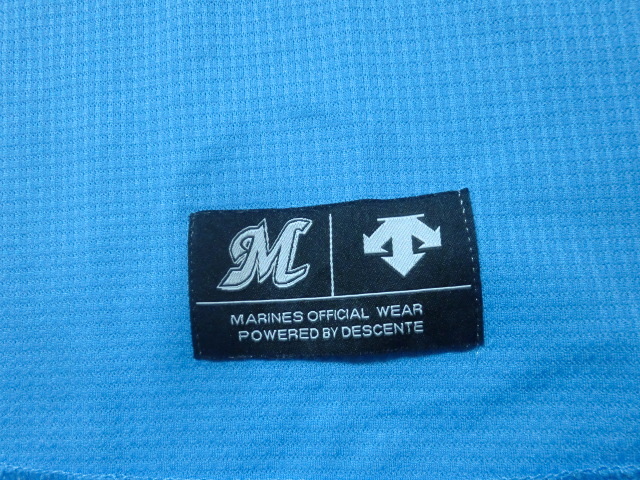 M
MARINES OFFICIAL WEAR
POWERED BY DESCENTE